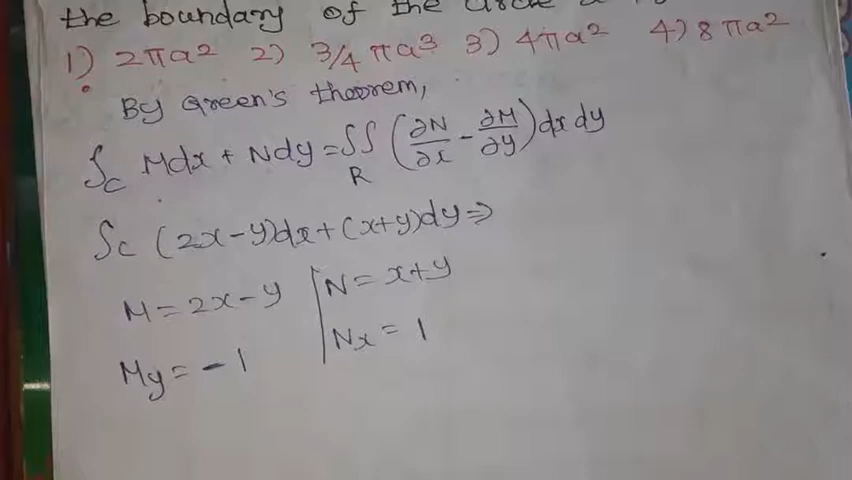 the boundary of the circle
1) 2πa² 2) 3/4 πa³ 3) 4πa² 4) 8πa²
By Green's theorem,
∫c Mdx + Ndy = ∫∫R (∂N/∂x - ∂M/∂y) dx dy
∫c (2x-y)dx + (x+y)dy ⇒
M = 2x-y | N = x+y
My = -1 | Nx = 1